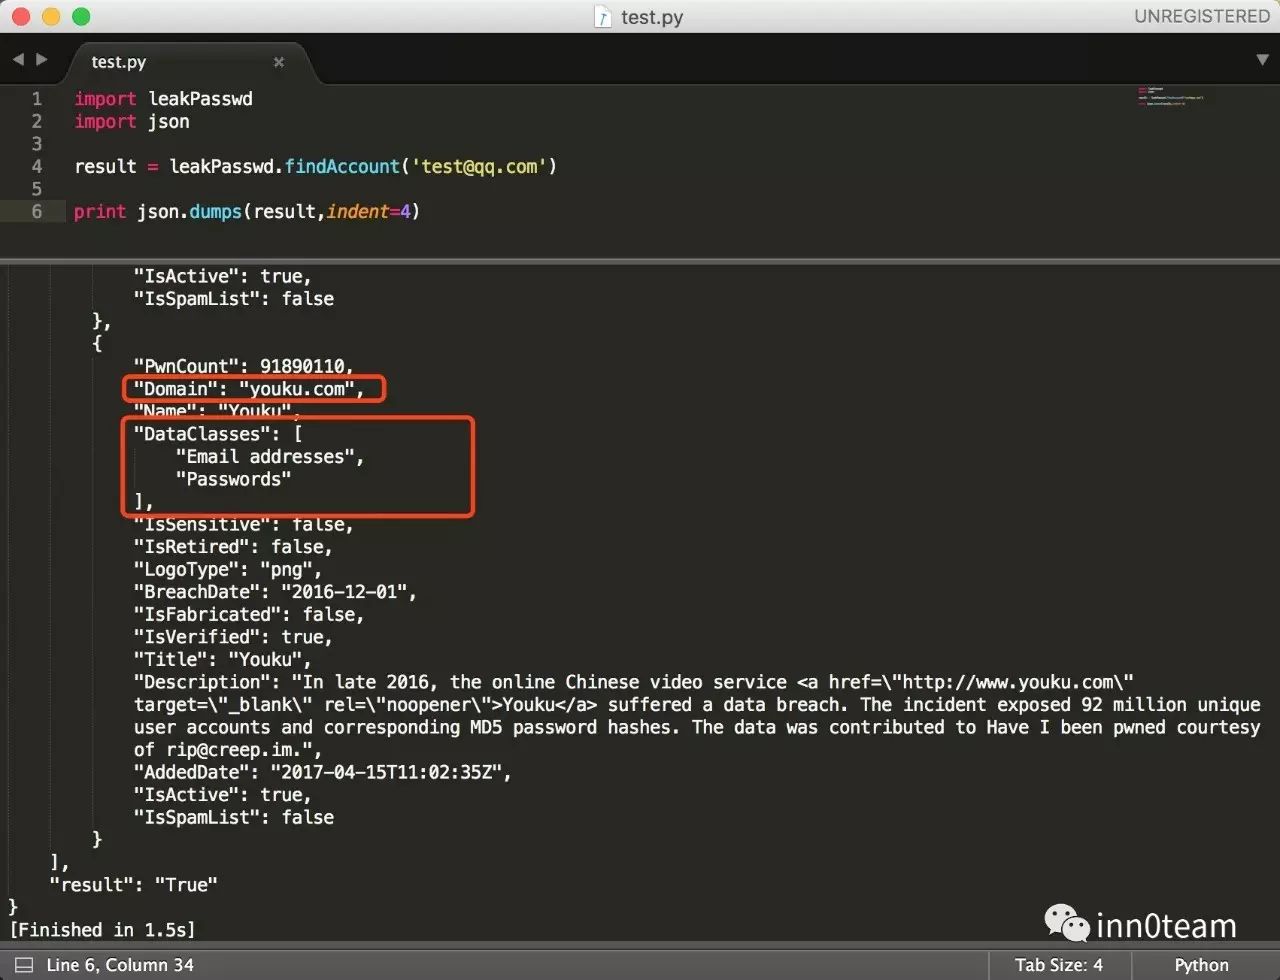 test.py
UNREGISTERED
test.py
1 import leakPasswd
2 import json
3
4 result = leakPasswd.findAccount('test@qq.com')
5
6 print json.dumps(result,indent=4)
"IsActive": true,
"IsSpamList": false
},
{
"PwnCount": 91890110,
"Domain": "youku.com",
"Name": "Youku",
"DataClasses": [
"Email addresses",
"Passwords"
],
"IsSensitive": false,
"IsRetired": false,
"LogoType": "png",
"BreachDate": "2016-12-01",
"IsFabricated": false,
"IsVerified": true,
"Title": "Youku",
"Description": "In late 2016, the online Chinese video service <a href=\"http://www.youku.com\"
target=\"_blank\" rel=\"noopener\">Youku</a> suffered a data breach. The incident exposed 92 million unique
user accounts and corresponding MD5 password hashes. The data was contributed to Have I been pwned courtesy
of rip@creep.im.",
"AddedDate": "2017-04-15T11:02:35Z",
"IsActive": true,
"IsSpamList": false
}
],
"result": "True"
}
[Finished in 1.5s]
inn0team
Line 6, Column 34
Tab Size: 4
Python